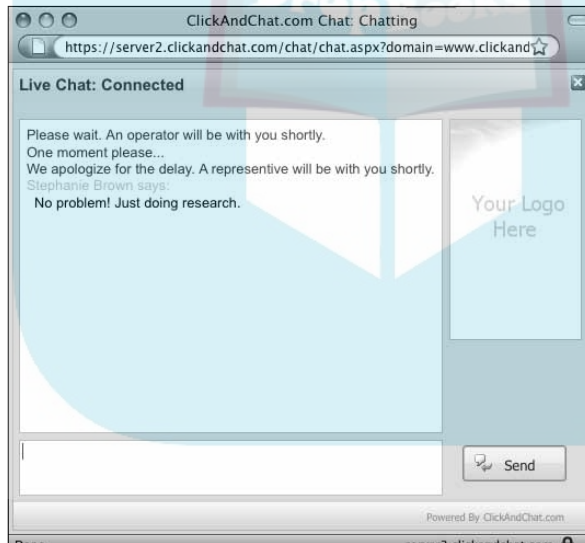 ClickAndChat.com Chat: Chatting
https://server2.clickandchat.com/chat/chat.aspx?domain=www.clickand
Live Chat: Connected
Please wait. An operator will be with you shortly.
One moment please...
We apologize for the delay. A representive will be with you shortly.
Stephanie Brown says:
No problem! Just doing research.
Your Logo
Here
Send
Powered By ClickAndChat.com